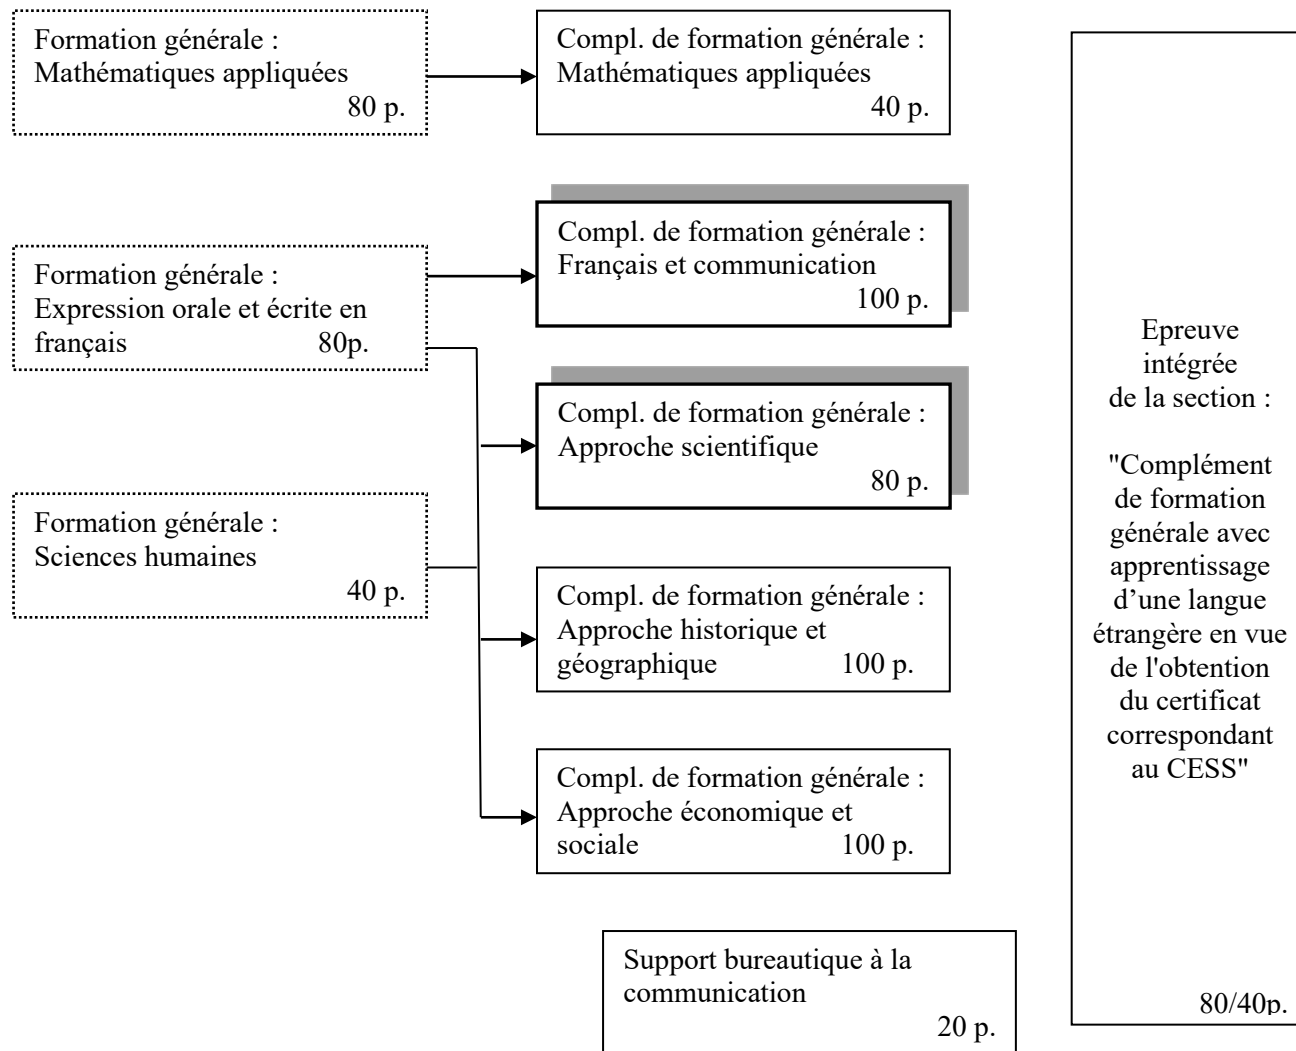 Formation générale :
Mathématiques appliquées
80 p.
Compl. de formation générale :
Mathématiques appliquées
40 p.
Formation générale :
Expression orale et écrite en
français 80p.
Compl. de formation générale :
Français et communication
100 p.
Compl. de formation générale :
Approche scientifique
80 p.
Formation générale :
Sciences humaines
40 p.
Compl. de formation générale :
Approche historique et
géographique 100 p.
Compl. de formation générale :
Approche économique et
sociale 100 p.
Support bureautique à la
communication
20 p.
Epreuve
intégrée
de la section :
"Complément
de formation
générale avec
apprentissage
d’une langue
étrangère en vue
de l'obtention
du certificat
correspondant
au CESS"
80/40p.